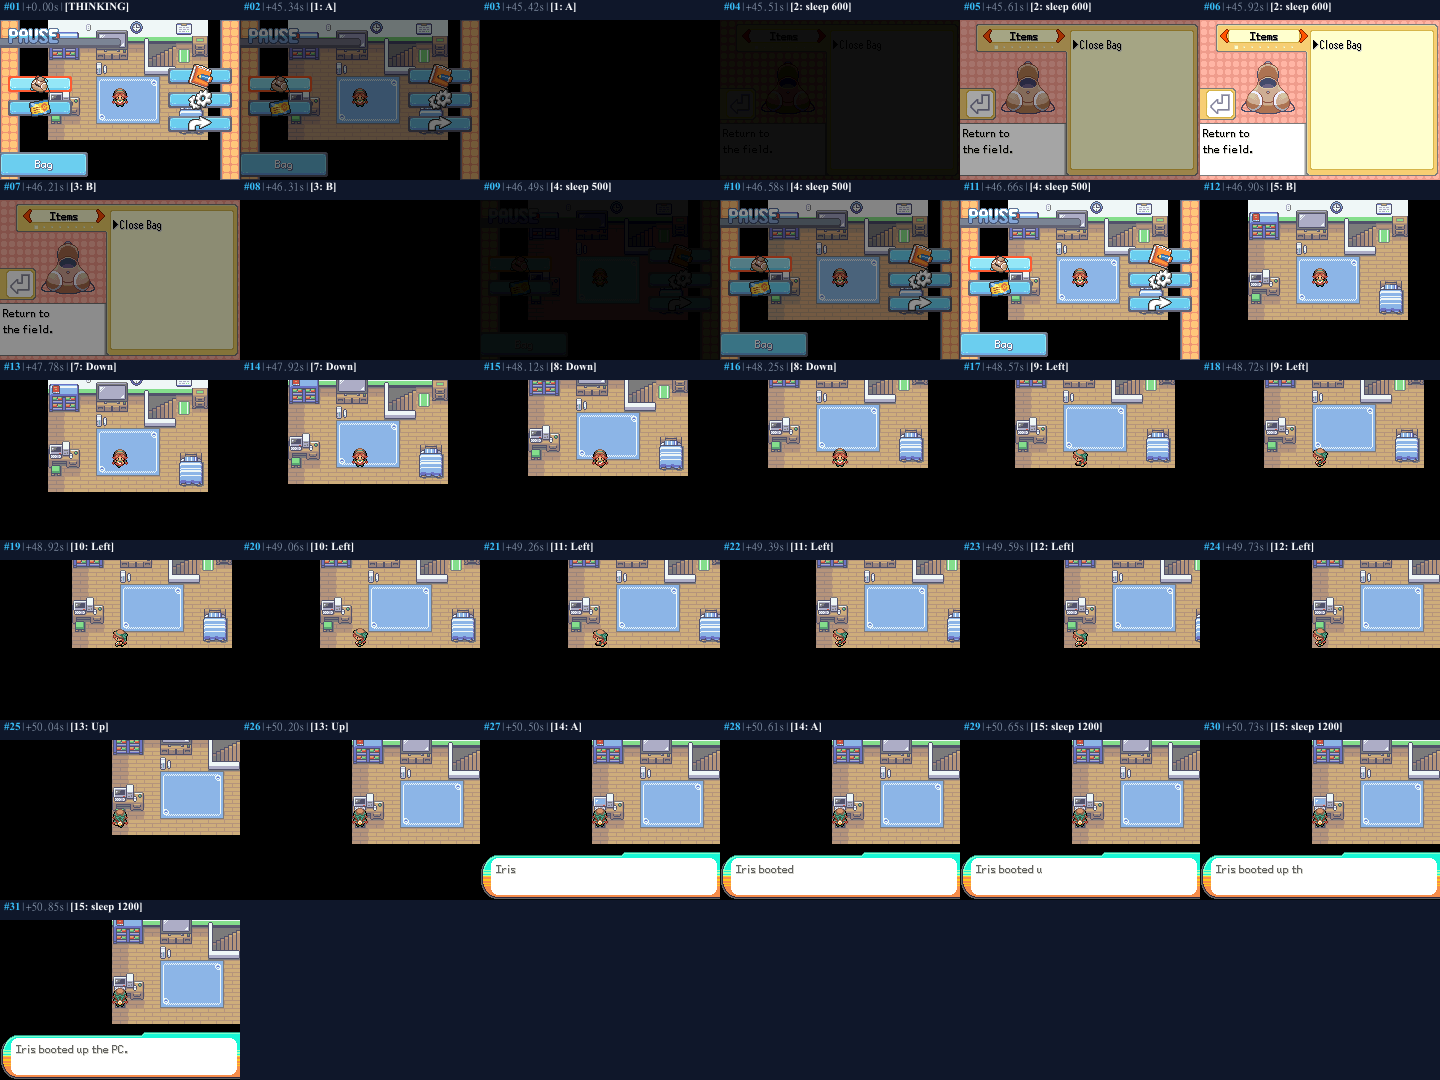 #01|+0.00s|[THINKING]
#02|+45.34s|[1: A]
#03|+45.42s|[1: A]
#04|+45.51s|[2: sleep 600]
#05|+45.61s|[2: sleep 600]
#06|+45.92s|[2: sleep 600]
PAUSE
Bag
PAUSE
Bag
Items
Close Bag
Items
Close Bag
Return to
the field.
Items
Close Bag
Return to
the field.
#07|+46.21s|[3: B]
#08|+46.31s|[3: B]
#09|+46.49s|[4: sleep 500]
#10|+46.58s|[4: sleep 500]
#11|+46.66s|[4: sleep 500]
#12|+46.90s|[5: B]
Items
Close Bag
Return to
the field.
PAUSE
Bag
PAUSE
Bag
#13|+47.78s|[7: Down]
#14|+47.92s|[7: Down]
#15|+48.12s|[8: Down]
#16|+48.25s|[8: Down]
#17|+48.57s|[9: Left]
#18|+48.72s|[9: Left]
#19|+48.92s|[10: Left]
#20|+49.06s|[10: Left]
#21|+49.26s|[11: Left]
#22|+49.39s|[11: Left]
#23|+49.59s|[12: Left]
#24|+49.73s|[12: Left]
#25|+50.04s|[13: Up]
#26|+50.20s|[13: Up]
#27|+50.50s|[14: A]
#28|+50.61s|[14: A]
#29|+50.65s|[15: sleep 1200]
#30|+50.73s|[15: sleep 1200]
Iris
Iris booted
Iris booted u
Iris booted up th
#31|+50.85s|[15: sleep 1200]
Iris booted up the PC.